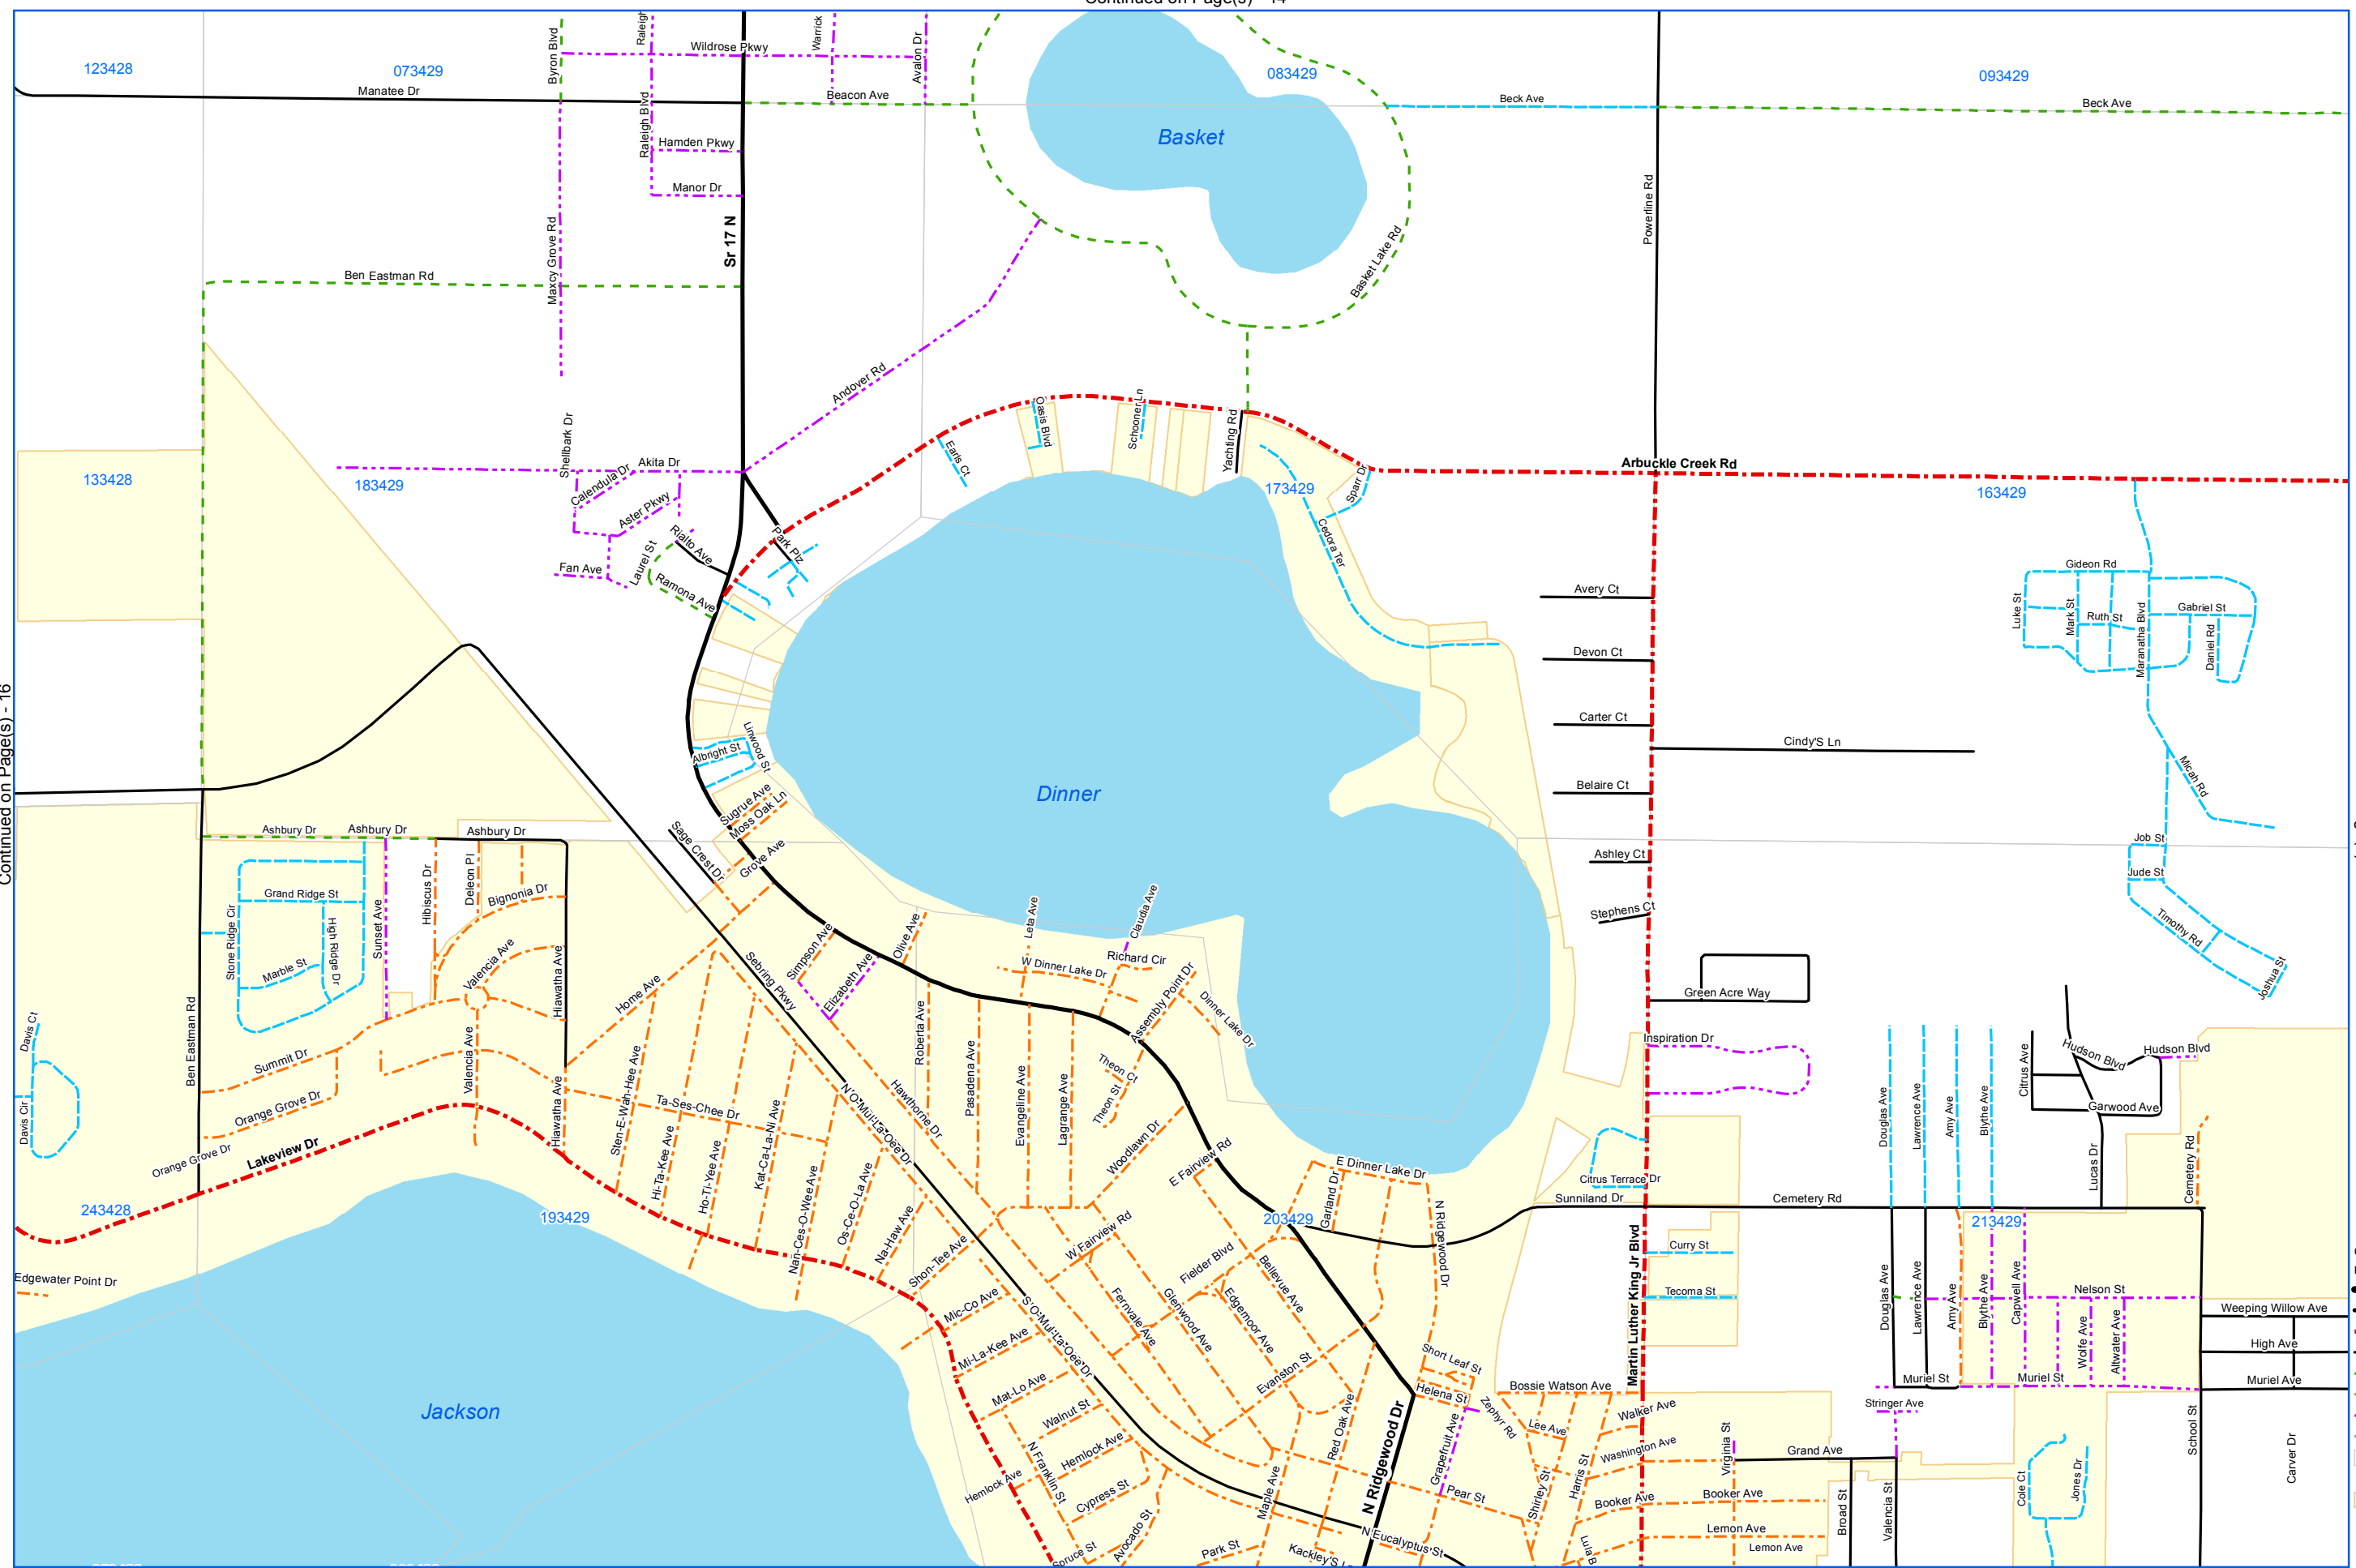 123428
073429
083429
093429
Byron Blvd
Raleigh
Wildrose Pkwy
Warrick
Avalon Dr
Manatee Dr
Beacon Ave
Beck Ave
Beck Ave
Basket
Raleigh Blvd
Hamden Pkwy
Manor Dr
Maxcy Grove Rd
Sr 17 N
Powerline Rd
Ben Eastman Rd
Basket Lake Rd
Andover Rd
Shellbark Dr
Akita Dr
Calendula Dr
Aster Pkwy
Earls Ct
Oasis Blvd
Schooner Ln
Yachting Rd
Sparr Dr
Arbuckle Creek Rd
133428
183429
173429
163429
Rialto Ave
Park Plz
Cedora Ter
Laurel St
Fan Ave
Ramona Ave
Avery Ct
Gideon Rd
Luke St
Mark St
Ruth St
Maranatha Blvd
Gabriel St
Daniel Rd
Devon Ct
Continued on Page(s) - 16
Carter Ct
Cindy'S Ln
Albright St
Linwood St
Belaire Ct
Micah Rd
Dinner
Sugrue Ave
Moss Oak Ln
Sage Crest Dr
Grove Ave
Ashbury Dr
Ashbury Dr
Ashbury Dr
Job St
Ashley Ct
Jude St
Hibiscus Dr
Deleon Pl
Bignonia Dr
Grand Ridge St
Stone Ridge Cir
High Ridge Dr
Sunset Ave
Marble St
Valencia Ave
Hiawatha Ave
Home Ave
Sebring Pkwy
Simpson Ave
Elizabeth Ave
Olive Ave
Leta Ave
Claudia Ave
W Dinner Lake Dr
Richard Cir
Assembly Point Dr
Dinner Lake Dr
Stephens Ct
Timothy Rd
Joshua St
Green Acre Way
Davis Ct
Davis Cir
Ben Eastman Rd
Summit Dr
Orange Grove Dr
Orange Grove Dr
Lakeview Dr
Valencia Ave
Hiawatha Ave
Sten-E-Wah-Hee Ave
Hi-Ta-Kee Ave
Ta-Ses-Chee Dr
Ho-Ti-Yee Ave
Kat-Ca-La-Ni Ave
Nan-Ces-O-Wee Ave
Os-Ce-O-La Ave
Na-Haw Ave
N O-Mul-La-Oee Dr
Hawthorne Dr
Roberta Ave
Pasadena Ave
Evangeline Ave
Lagrange Ave
Theon Ct
Theon St
Woodlawn Dr
E Fairview Rd
E Dinner Lake Dr
Garland Dr
N Ridgewood Dr
Inspiration Dr
Citrus Terrace Dr
Sunniland Dr
Cemetery Rd
Douglas Ave
Lawrence Ave
Amy Ave
Blythe Ave
Citrus Ave
Hudson Blvd
Hudson Blvd
Garwood Ave
Lucas Dr
Cemetery Rd
243428
193429
203429
213429
Edgewater Point Dr
Shon-Tee Ave
W Fairview Rd
Fielder Blvd
Bellevue Ave
Mic-Co Ave
Mi-La-Kee Ave
S O-Mul-La-Oee Dr
Fernvale Ave
Glenwood Ave
Edgemoor Ave
Evanston St
Martin Luther King Jr Blvd
Curry St
Tecoma St
Douglas Ave
Lawrence Ave
Amy Ave
Blythe Ave
Capwell Ave
Nelson St
Wolfe Ave
Altwater Ave
Weeping Willow Ave
High Ave
Muriel Ave
Muriel St
Muriel St
Jackson
Mat-Lo Ave
Walnut St
Hemlock Ave
Hemlock Ave
N Franklin St
Cypress St
Avocado St
Spruce St
Short Leaf St
Helena St
Zephyr Rd
Bossie Watson Ave
Lee Ave
Walker Ave
Washington Ave
Virginia St
Grand Ave
Stringer Ave
Red Oak Ave
Maple Ave
N Ridgewood Dr
Grapefruit Ave
Pear St
Shirley St
Harris St
Booker Ave
Booker Ave
Lemon Ave
Lemon Ave
Broad St
Valencia St
Cole Ct
Jones Dr
School St
Carver Dr
N Eucalyptus St
Park St